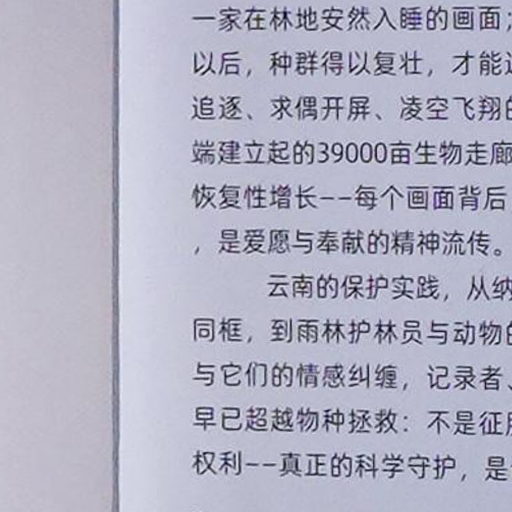 一家在林地安然入睡的画面；
以后，种群得以复壮，才能
追逐、求偶开屏、凌空飞翔的
端建立起的39000亩生物走廊
恢复性增长——每个画面背后
，是爱愿与奉献的精神流传。
云南的保护实践，从纳
同框，到雨林护林员与动物的
与它们的情感纠缠，记录者、
早已超越物种拯救：不是征服
权利——真正的科学守护，是